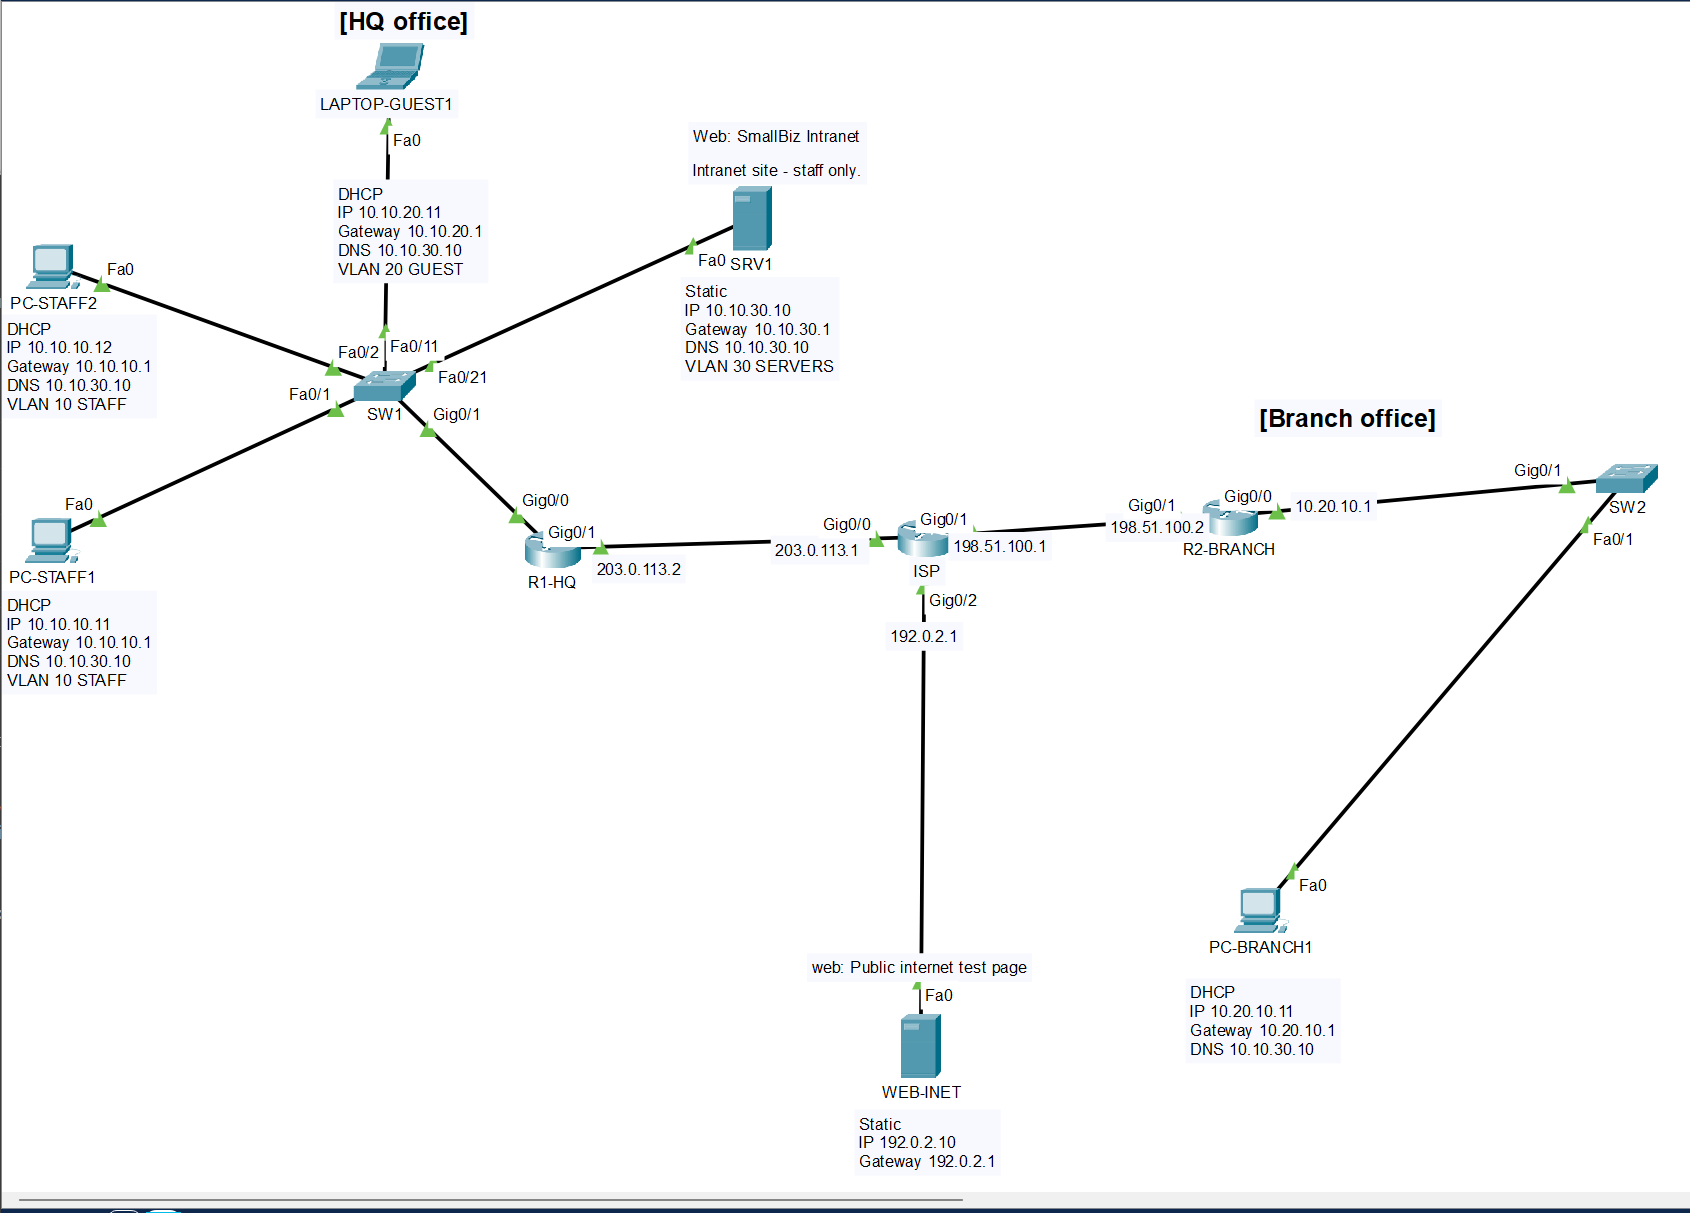 [HQ office]
LAPTOP-GUEST1
Fa0
DHCP
IP 10.10.20.11
Gateway 10.10.20.1
DNS 10.10.30.10
VLAN 20 GUEST
Web: SmallBiz Intranet
Intranet site - staff only.
Fa0
SRV1
Static
IP 10.10.30.10
Gateway 10.10.30.1
DNS 10.10.30.10
VLAN 30 SERVERS
Fa0
PC-STAFF2
DHCP
IP 10.10.10.12
Gateway 10.10.10.1
DNS 10.10.30.10
VLAN 10 STAFF
Fa0/2
Fa0/11
Fa0/21
Fa0/1
SW1
Gig0/1
Fa0
PC-STAFF1
DHCP
IP 10.10.10.11
Gateway 10.10.10.1
DNS 10.10.30.10
VLAN 10 STAFF
Gig0/0
Gig0/1
R1-HQ
203.0.113.2
Gig0/0
203.0.113.1
Gig0/1
198.51.100.1
ISP
Gig0/2
192.0.2.1
[Branch office]
Gig0/1
198.51.100.2
Gig0/0
R2-BRANCH
10.20.10.1
Gig0/1
SW2
Fa0/1
Fa0
PC-BRANCH1
DHCP
IP 10.20.10.11
Gateway 10.20.10.1
DNS 10.10.30.10
web: Public internet test page
Fa0
WEB-INET
Static
IP 192.0.2.10
Gateway 192.0.2.1